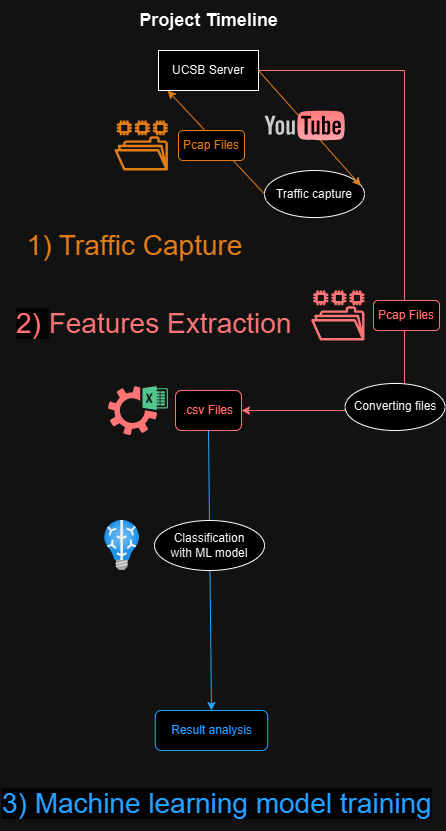 Project Timeline
UCSB Server
YouTube
Pcap Files
Traffic capture
1) Traffic Capture
2) Features Extraction
Pcap Files
X
.csv Files
Converting files
Classification
with ML model
Result analysis
3) Machine learning model training